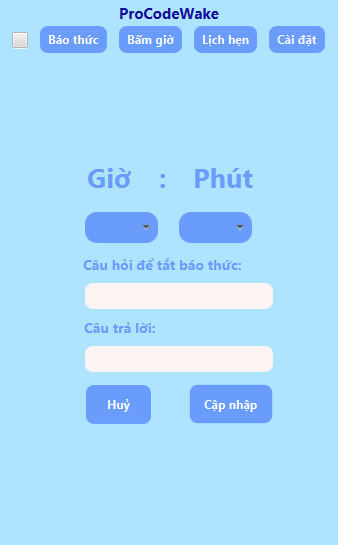 ProCodeWake
Báo thức Bấm giờ Lịch hẹn Cài đặt
Giờ : Phút
Câu hỏi để tắt báo thức:
Câu trả lời:
Huỷ Cập nhập